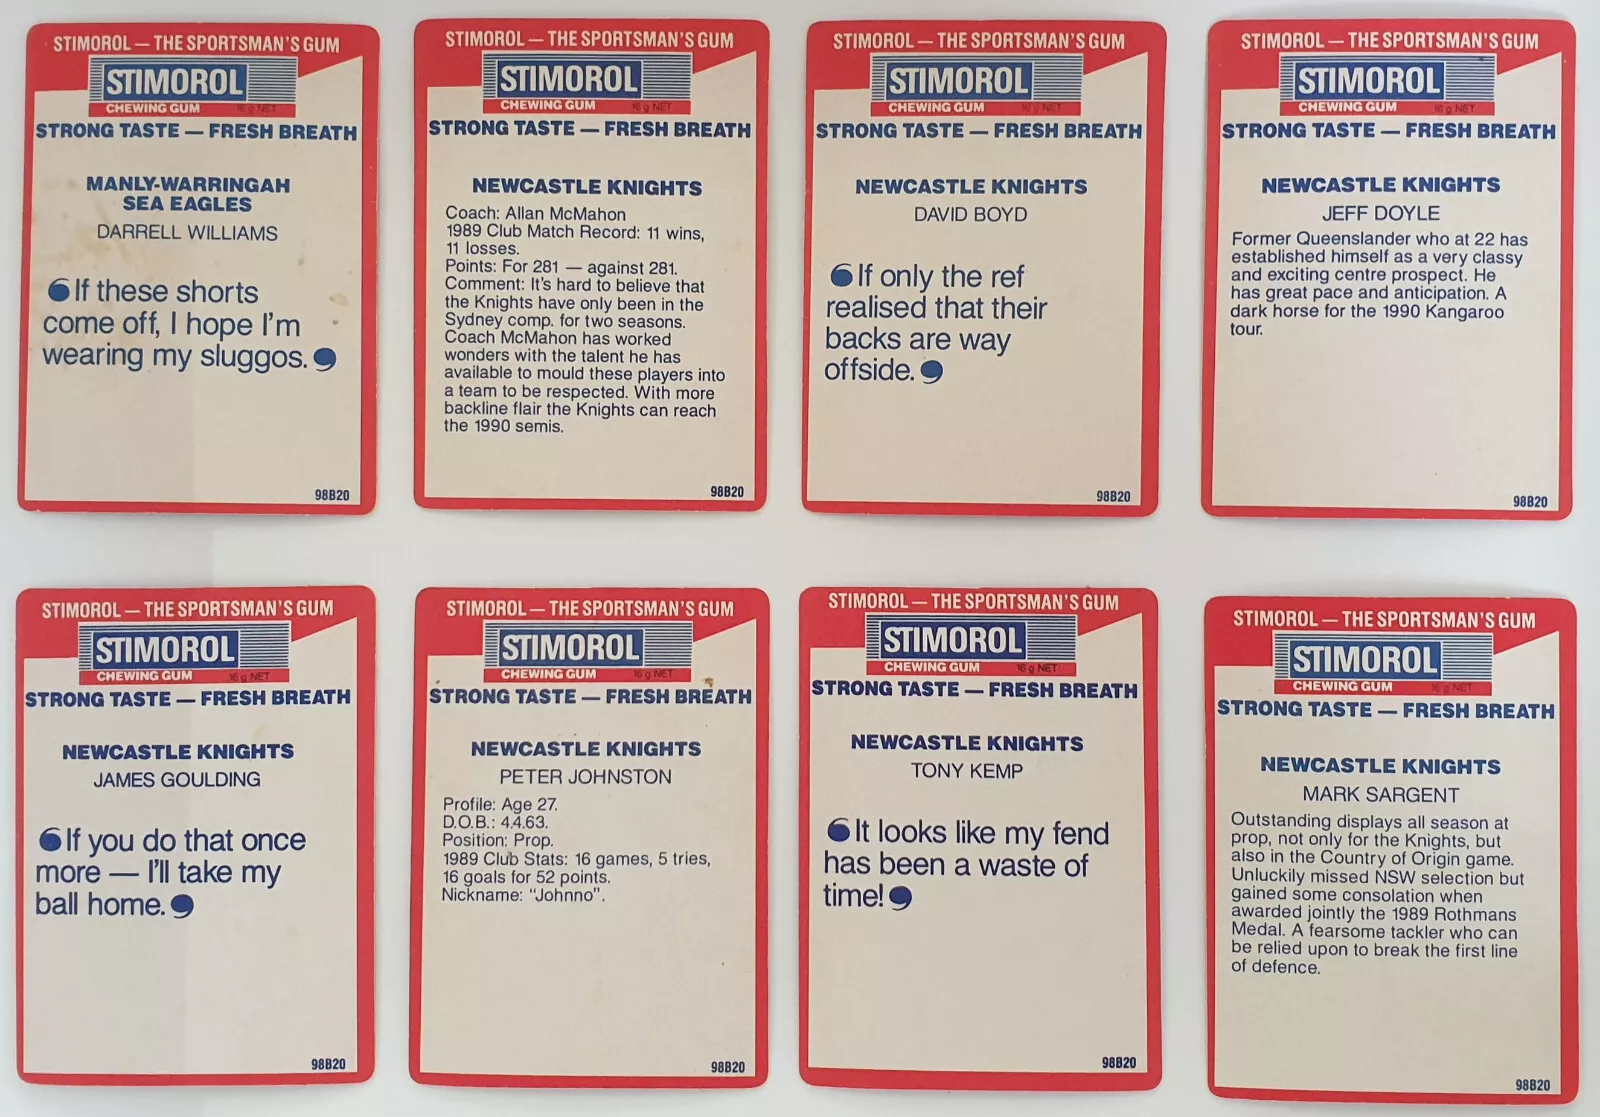 STIMOROL — THE SPORTSMAN'S GUM
STIMOROL
CHEWING GUM 16 g NET
STRONG TASTE — FRESH BREATH
MANLY-WARRINGAH
SEA EAGLES
DARRELL WILLIAMS
If these shorts
come off, I hope I'm
wearing my sluggos.
98B20
STIMOROL — THE SPORTSMAN'S GUM
STIMOROL
CHEWING GUM 16 g NET
STRONG TASTE — FRESH BREATH
NEWCASTLE KNIGHTS
Coach: Allan McMahon
1989 Club Match Record: 11 wins,
11 losses.
Points: For 281 — against 281.
Comment: It's hard to believe that
the Knights have only been in the
Sydney comp. for two seasons.
Coach McMahon has worked
wonders with the talent he has
available to mould these players into
a team to be respected. With more
backline flair the Knights can reach
the 1990 semis.
98B20
STIMOROL — THE SPORTSMAN'S GUM
STIMOROL
CHEWING GUM 16 g NET
STRONG TASTE — FRESH BREATH
NEWCASTLE KNIGHTS
DAVID BOYD
If only the ref
realised that their
backs are way
offside.
98B20
STIMOROL — THE SPORTSMAN'S GUM
STIMOROL
CHEWING GUM 16 g NET
STRONG TASTE — FRESH BREATH
NEWCASTLE KNIGHTS
JEFF DOYLE
Former Queenslander who at 22 has
established himself as a very classy
and exciting centre prospect. He
has great pace and anticipation. A
dark horse for the 1990 Kangaroo
tour.
98B20
STIMOROL — THE SPORTSMAN'S GUM
STIMOROL
CHEWING GUM 16 g NET
STRONG TASTE — FRESH BREATH
NEWCASTLE KNIGHTS
JAMES GOULDING
If you do that once
more — I'll take my
ball home.
98B20
STIMOROL — THE SPORTSMAN'S GUM
STIMOROL
CHEWING GUM 16 g NET
STRONG TASTE — FRESH BREATH
NEWCASTLE KNIGHTS
PETER JOHNSTON
Profile: Age 27.
D.O.B.: 4.4.63.
Position: Prop.
1989 Club Stats: 16 games, 5 tries,
16 goals for 52 points.
Nickname: "Johnno".
98B20
STIMOROL — THE SPORTSMAN'S GUM
STIMOROL
CHEWING GUM 16 g NET
STRONG TASTE — FRESH BREATH
NEWCASTLE KNIGHTS
TONY KEMP
It looks like my fend
has been a waste of
time!
98B20
STIMOROL — THE SPORTSMAN'S GUM
STIMOROL
CHEWING GUM 16 g NET
STRONG TASTE — FRESH BREATH
NEWCASTLE KNIGHTS
MARK SARGENT
Outstanding displays all season at
prop, not only for the Knights, but
also in the Country of Origin game.
Unluckily missed NSW selection but
gained some consolation when
awarded jointly the 1989 Rothmans
Medal. A fearsome tackler who can
be relied upon to break the first line
of defence.
98B20